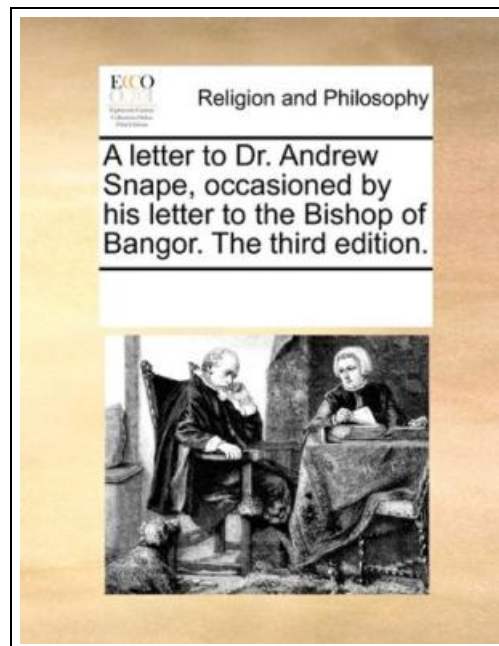 ECCO
Religion and Philosophy
A letter to Dr. Andrew
Snape, occasioned by
his letter to the Bishop of
Bangor. The third edition.